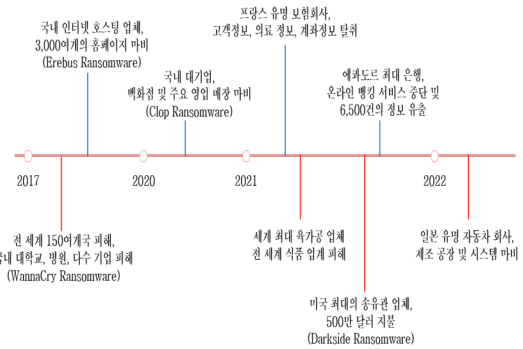 국내 인터넷 호스팅 업체,
3,000여개의 홈페이지 마비
(Erebus Ransomware)
국내 대기업,
백화점 및 주요 영업 매장 마비
(Clop Ransomware)
프랑스 유명 보험회사,
고객정보, 의료 정보, 계좌정보 탈취
에콰도르 최대 은행,
온라인 뱅킹 서비스 중단 및
6,500건의 정보 유출
2017
2020
2021
2022
전 세계 150여개국 피해,
국내 대학교, 병원, 다수 기업 피해
(WannaCry Ransomware)
세계 최대 육가공 업체
전 세계 식품 업계 피해
미국 최대의 송유관 업체,
500만 달러 지불
(Darkside Ransomware)
일본 유명 자동차 회사,
제조 공장 및 시스템 마비